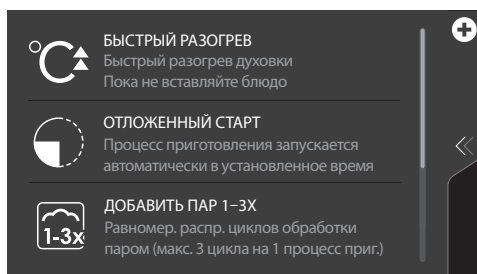 БЫСТРЫЙ РАЗОГРЕВ
Быстрый разогрев духовки
Пока не вставляйте блюдо
ОТЛОЖЕННЫЙ СТАРТ
Процесс приготовления запускается
автоматически в установленное время
ДОБАВИТЬ ПАР 1–3X
1-3x
Равномер. распр. циклов обработки
паром (макс. 3 цикла на 1 процесс приг.)